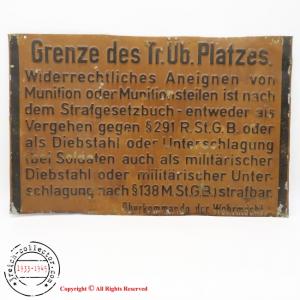 Grenze des Tr. Üb. Platzes.
Widerrechtliches Aneignen von
Munition oder Munitionsteilen ist nach
dem Strafgesetzbuch - entweder als
Vergehen gegen § 291 R. St. G. B. oder
als Diebstahl oder Unterschlagung
(bei Soldaten auch als militärischer
Diebstahl oder militärischer Unter-
schlagung nach § 138 M. St. G. B.) strafbar.
Oberkommando der Wehrmacht
1933-1945
Copyright © All Rights Reserved